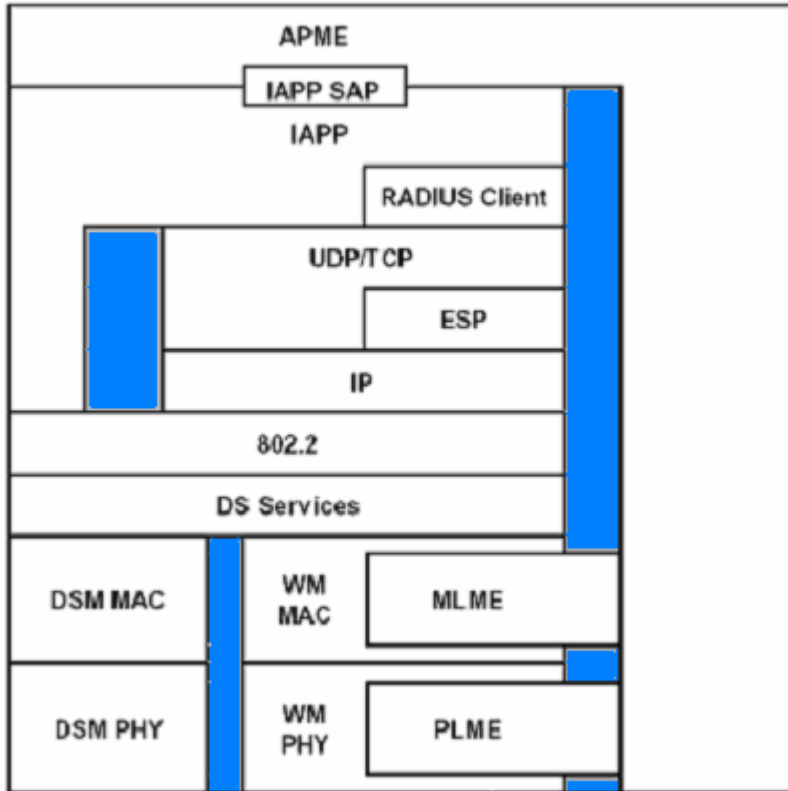 APME
IAPP SAP
IAPP
RADIUS Client
UDP/TCP
ESP
IP
802.2
DS Services
DSM MAC
WM
MAC
MLME
DSM PHY
WM
PHY
PLME